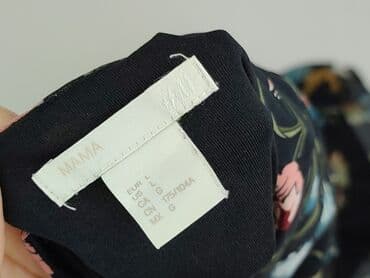 H&M
MAMA
EUR L
US L
CA G
CN 175/104A
MX G